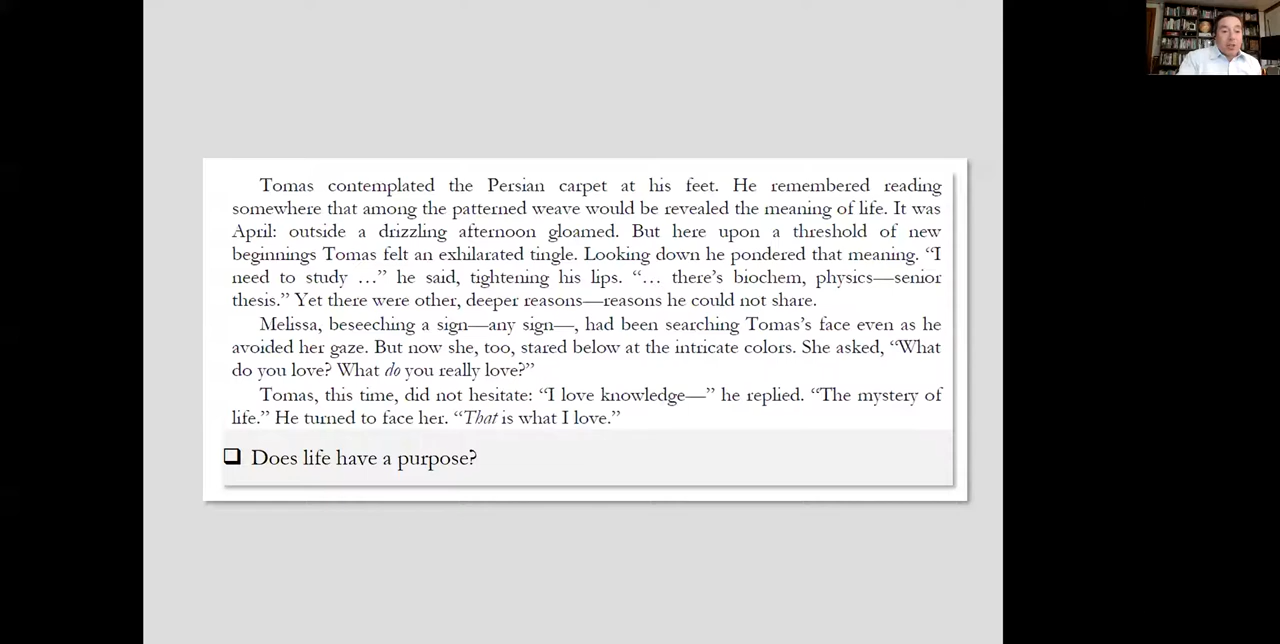 Tomas contemplated the Persian carpet at his feet. He remembered reading
somewhere that among the patterned weave would be revealed the meaning of life. It was
April: outside a drizzling afternoon gloamed. But here upon a threshold of new
beginnings Tomas felt an exhilarated tingle. Looking down he pondered that meaning. “I
need to study …” he said, tightening his lips. “… there’s biochem, physics—senior
thesis.” Yet there were other, deeper reasons—reasons he could not share.
Melissa, beseeching a sign—any sign—, had been searching Tomas’s face even as he
avoided her gaze. But now she, too, stared below at the intricate colors. She asked, “What
do you love? What do you really love?”
Tomas, this time, did not hesitate: “I love knowledge—” he replied. “The mystery of
life.” He turned to face her. “That is what I love.”
❑ Does life have a purpose?